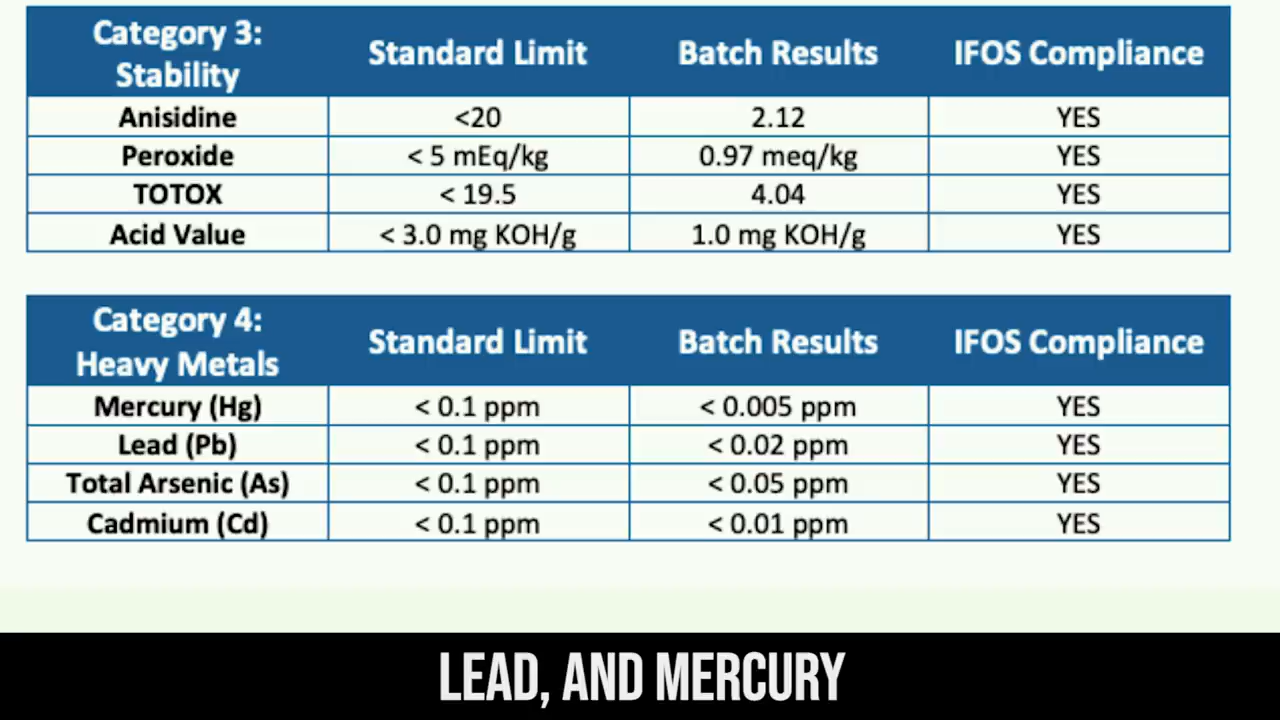 Category 3: Stability Standard Limit Batch Results IFOS Compliance
Anisidine <20 2.12 YES
Peroxide < 5 mEq/kg 0.97 meq/kg YES
TOTOX < 19.5 4.04 YES
Acid Value < 3.0 mg KOH/g 1.0 mg KOH/g YES
Category 4: Heavy Metals Standard Limit Batch Results IFOS Compliance
Mercury (Hg) < 0.1 ppm < 0.005 ppm YES
Lead (Pb) < 0.1 ppm < 0.02 ppm YES
Total Arsenic (As) < 0.1 ppm < 0.05 ppm YES
Cadmium (Cd) < 0.1 ppm < 0.01 ppm YES
LEAD, AND MERCURY